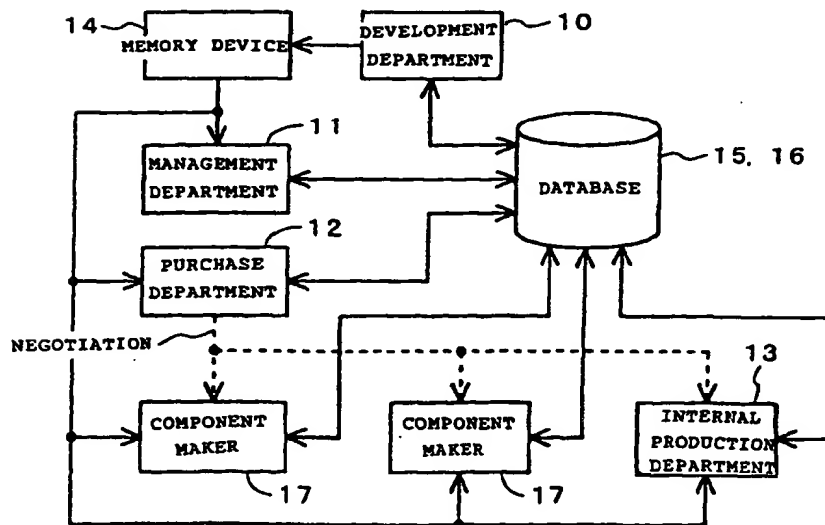 14
MEMORY DEVICE
DEVELOPMENT
DEPARTMENT
10
11
MANAGEMENT
DEPARTMENT
DATABASE
15, 16
12
PURCHASE
DEPARTMENT
NEGOTIATION
COMPONENT
MAKER
17
COMPONENT
MAKER
17
13
INTERNAL
PRODUCTION
DEPARTMENT